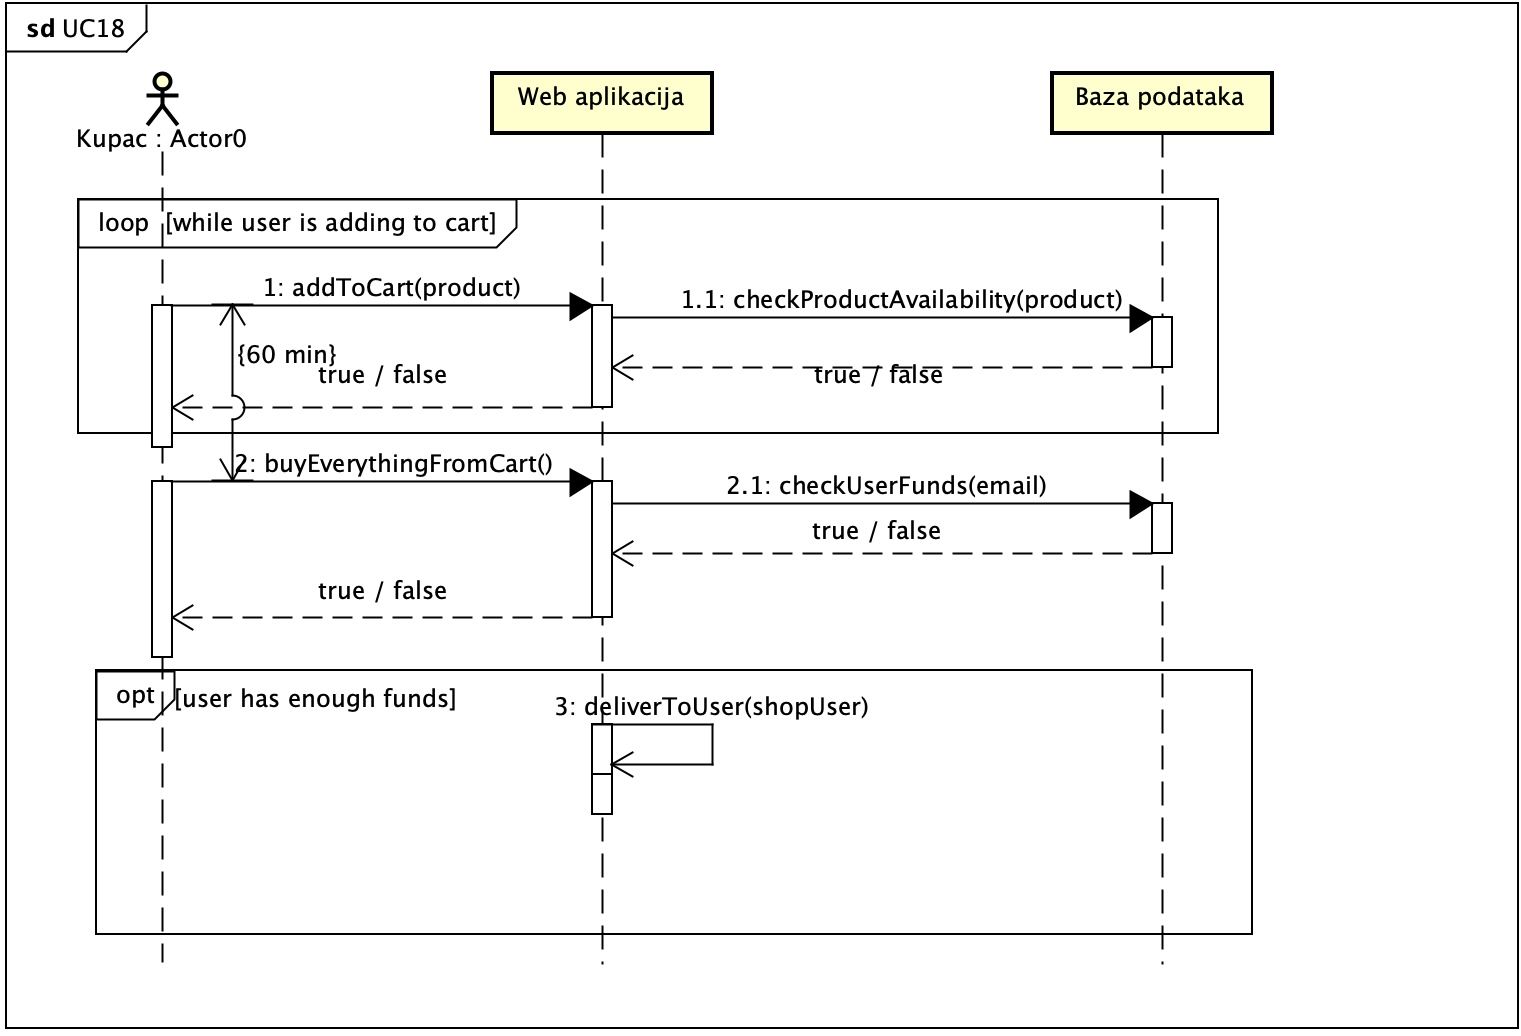 sd UC18
Kupac : Actor0
Web aplikacija
Baza podataka
loop [while user is adding to cart]
1: addToCart(product)
1.1: checkProductAvailability(product)
{60 min}
true / false
true / false
2: buyEverythingFromCart()
2.1: checkUserFunds(email)
true / false
true / false
opt [user has enough funds]
3: deliverToUser(shopUser)